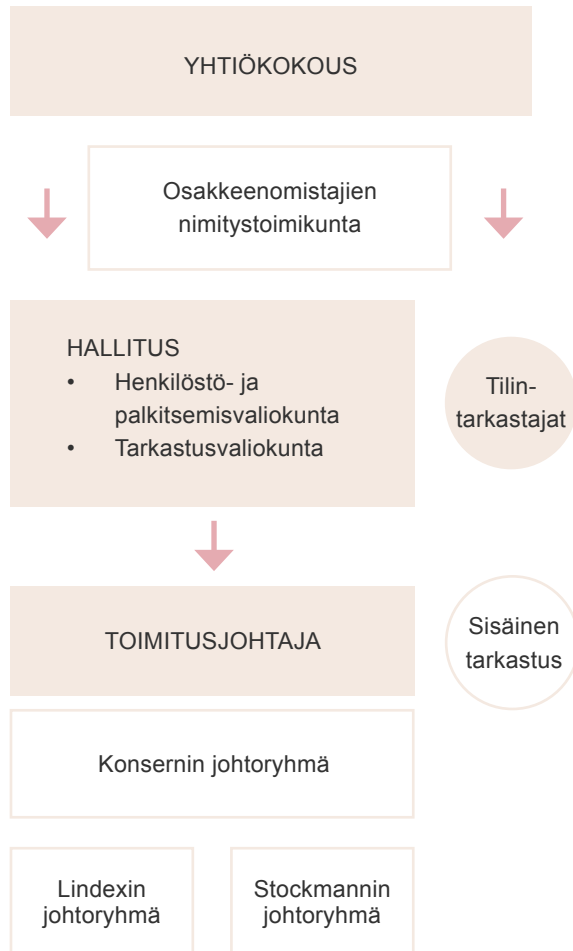 YHTIÖKOKOUS
Osakkeenomistajien
nimitystoimikunta
HALLITUS
• Henkilöstö- ja
palkitsemisvaliokunta
• Tarkastusvaliokunta
Tilin-
tarkastajat
TOIMITUSJOHTAJA
Sisäinen
tarkastus
Konsernin johtoryhmä
Lindexin
johtoryhmä
Stockmannin
johtoryhmä